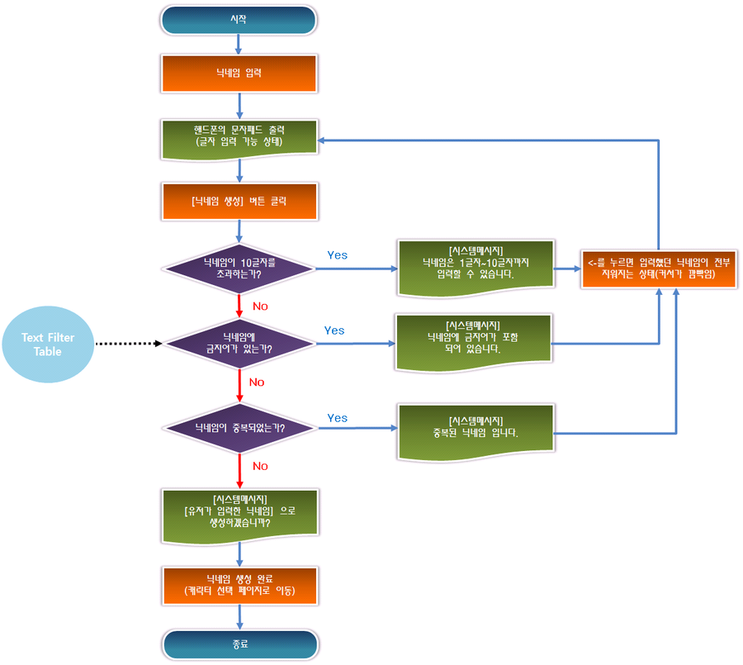 시작
닉네임 입력
핸드폰의 문자패드 출력
(글자 입력 가능 상태)
[닉네임 생성] 버튼 클릭
닉네임이 10글자를
초과하는가?
Yes
[시스템메시지]
닉네임은 1글자~10글자까지
입력할 수 있습니다.
<-를 누르면 입력했던 닉네임이 전부
지워지는 상태(커서가 깜빡임)
No
Text Filter
Table
닉네임에
금지어가 있는가?
Yes
[시스템메시지]
닉네임에 금지어가 포함
되어 있습니다.
No
닉네임이 중복되었는가?
Yes
[시스템메시지]
중복된 닉네임 입니다.
No
[시스템메시지]
[유저가 입력한 닉네임] 으로
생성하겠습니까?
닉네임 생성 완료
(캐릭터 선택 페이지로 이동)
종료